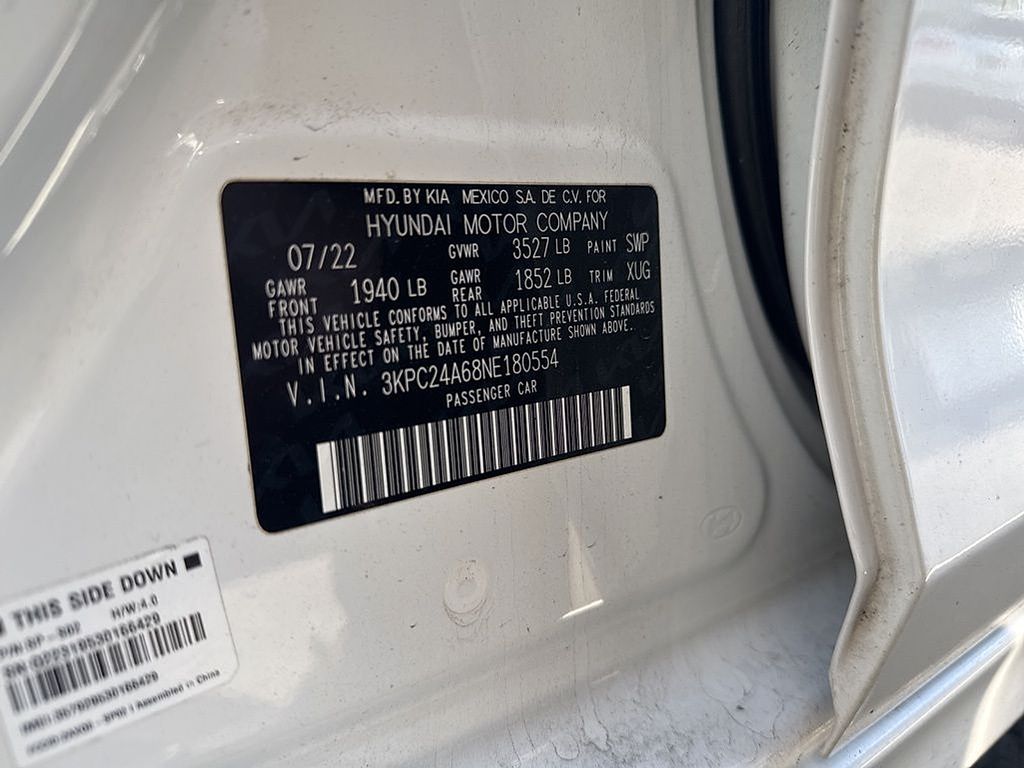 MFD. BY KIA MEXICO S.A. DE C.V. FOR
HYUNDAI MOTOR COMPANY
07/22 GVWR 3527 LB PAINT SWP
GAWR FRONT 1940 LB GAWR REAR 1852 LB TRIM XUG
THIS VEHICLE CONFORMS TO ALL APPLICABLE U.S.A. FEDERAL
MOTOR VEHICLE SAFETY, BUMPER, AND THEFT PREVENTION STANDARDS
IN EFFECT ON THE DATE OF MANUFACTURE SHOWN ABOVE.
V.I.N. 3KPC24A68NE180554
PASSENGER CAR
THIS SIDE DOWN
H/W:4.0
Assembled in China